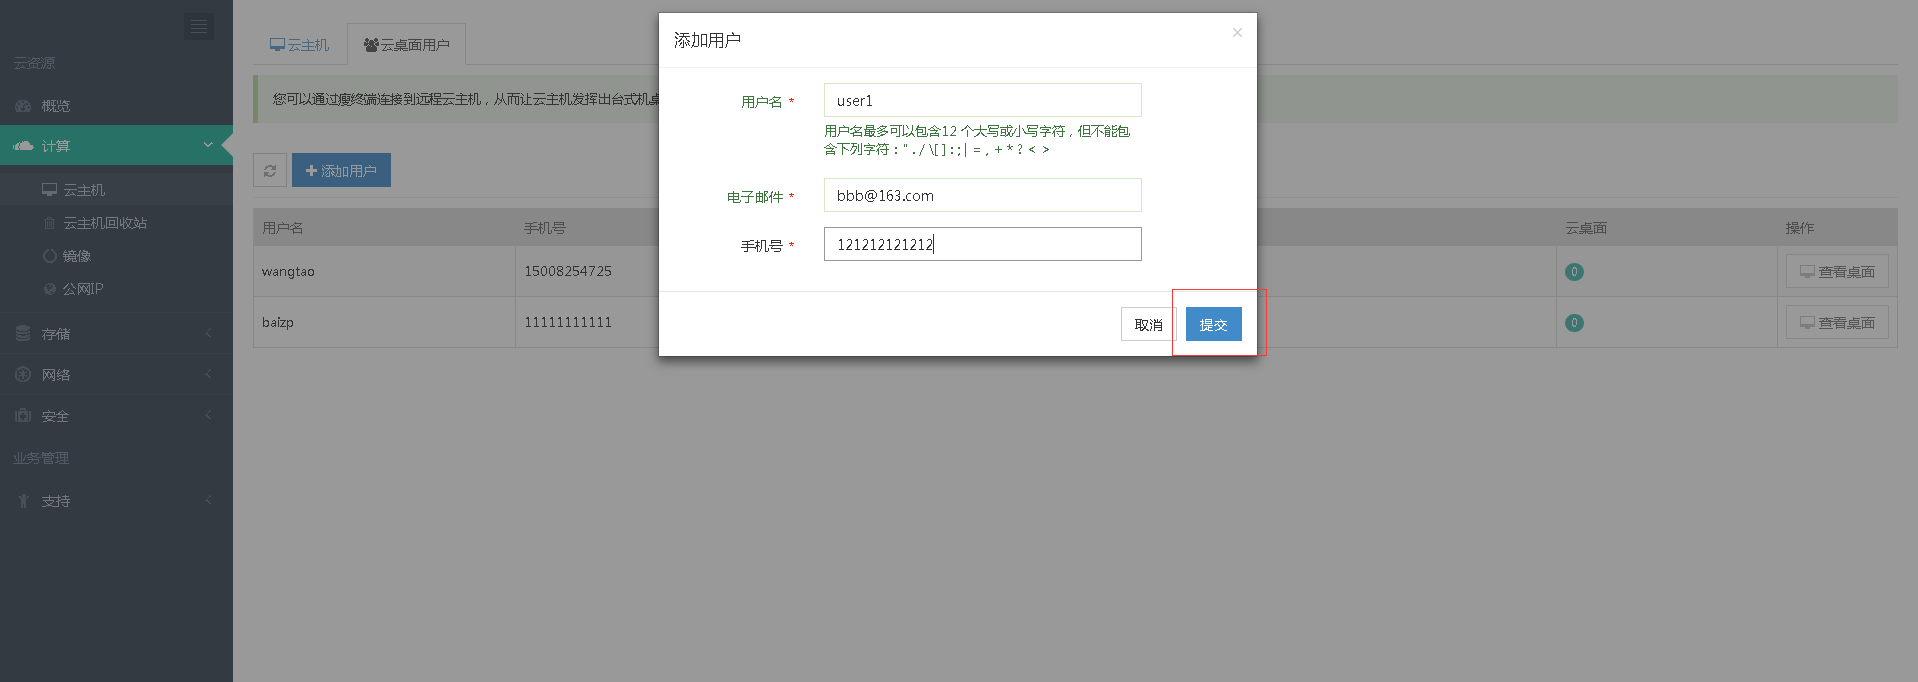 云资源
概览
计算
云主机
云主机回收站
镜像
公网IP
存储
网络
安全
业务管理
支持
云主机
云桌面用户
您可以通过瘦终端连接到远程云主机，从而让云主机发挥出台式机桌
添加用户
用户名
手机号
云桌面
操作
wangtao
15008254725
0
查看桌面
baizp
11111111111
0
查看桌面
添加用户
×
用户名 *
user1
用户名最多可以包含12 个大写或小写字符，但不能包
含下列字符：" . / \ [ ] : ; | = , + * ? < >
电子邮件 *
bbb@163.com
手机号 *
121212121212
取消
提交